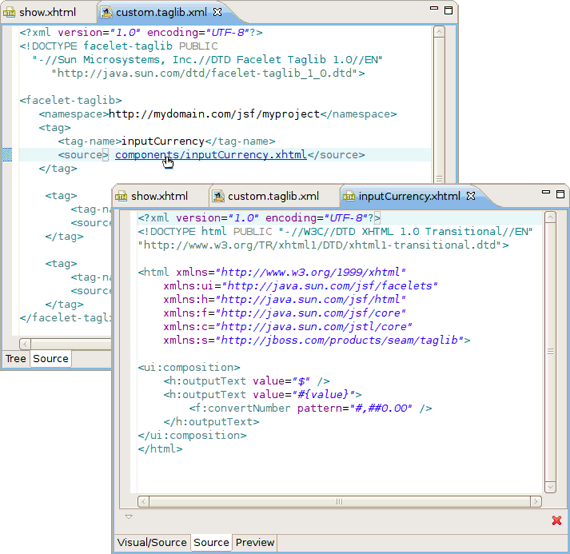 show.xhtml custom.taglib.xml
<?xml version="1.0" encoding="UTF-8"?>
<!DOCTYPE facelet-taglib PUBLIC
"-//Sun Microsystems, Inc.//DTD Facelet Taglib 1.0//EN"
"http://java.sun.com/dtd/facelet-taglib_1_0.dtd">
<facelet-taglib>
<namespace>http://mydomain.com/jsf/myproject</namespace>
<tag>
<tag-name>inputCurrency</tag-name>
<source> components/inputCurrency.xhtml</source>
</tag>
<tag>
<tag-na
<source
</tag>
<tag>
<tag-na
<source
</tag>
</facelet-taglib
Tree Source
show.xhtml custom.taglib.xml inputCurrency.xhtml
<?xml version="1.0" encoding="UTF-8"?>
<!DOCTYPE html PUBLIC "-//W3C//DTD XHTML 1.0 Transitional//EN"
"http://www.w3.org/TR/xhtml1/DTD/xhtml1-transitional.dtd">
<html xmlns="http://www.w3.org/1999/xhtml"
xmlns:ui="http://java.sun.com/jsf/facelets"
xmlns:h="http://java.sun.com/jsf/html"
xmlns:f="http://java.sun.com/jsf/core"
xmlns:c="http://java.sun.com/jstl/core"
xmlns:s="http://jboss.com/products/seam/taglib">
<ui:composition>
<h:outputText value="$" />
<h:outputText value="#{value}">
<f:convertNumber pattern="#,##0.00" />
</h:outputText>
</ui:composition>
</html>
Visual/Source Source Preview